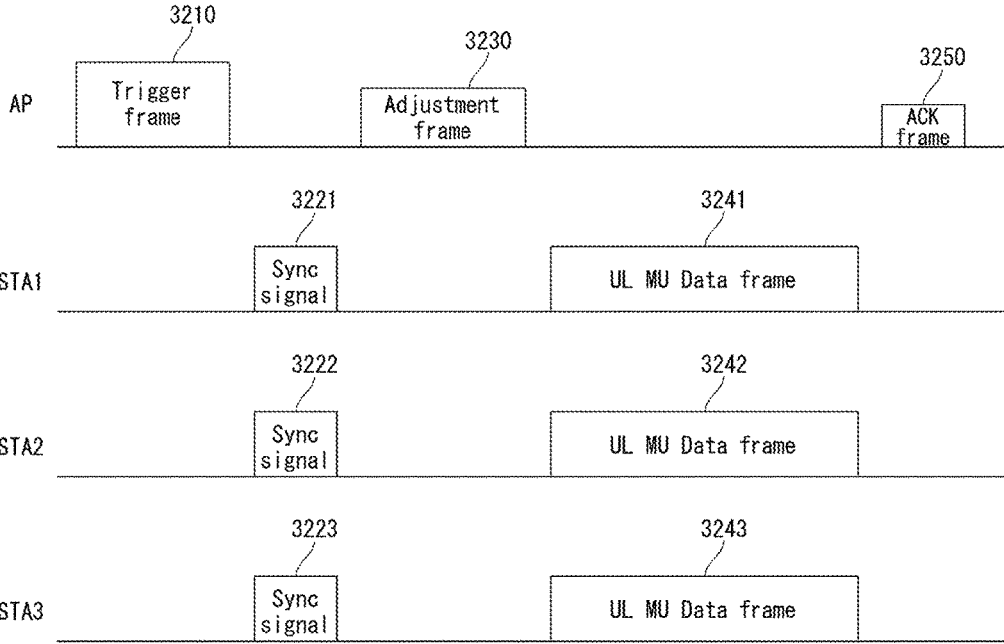 3210
3230
3250
AP
Trigger
frame
Adjustment
frame
ACK
frame
3221
3241
STA1
Sync
signal
UL MU Data frame
3222
3242
STA2
Sync
signal
UL MU Data frame
3223
3243
STA3
Sync
signal
UL MU Data frame